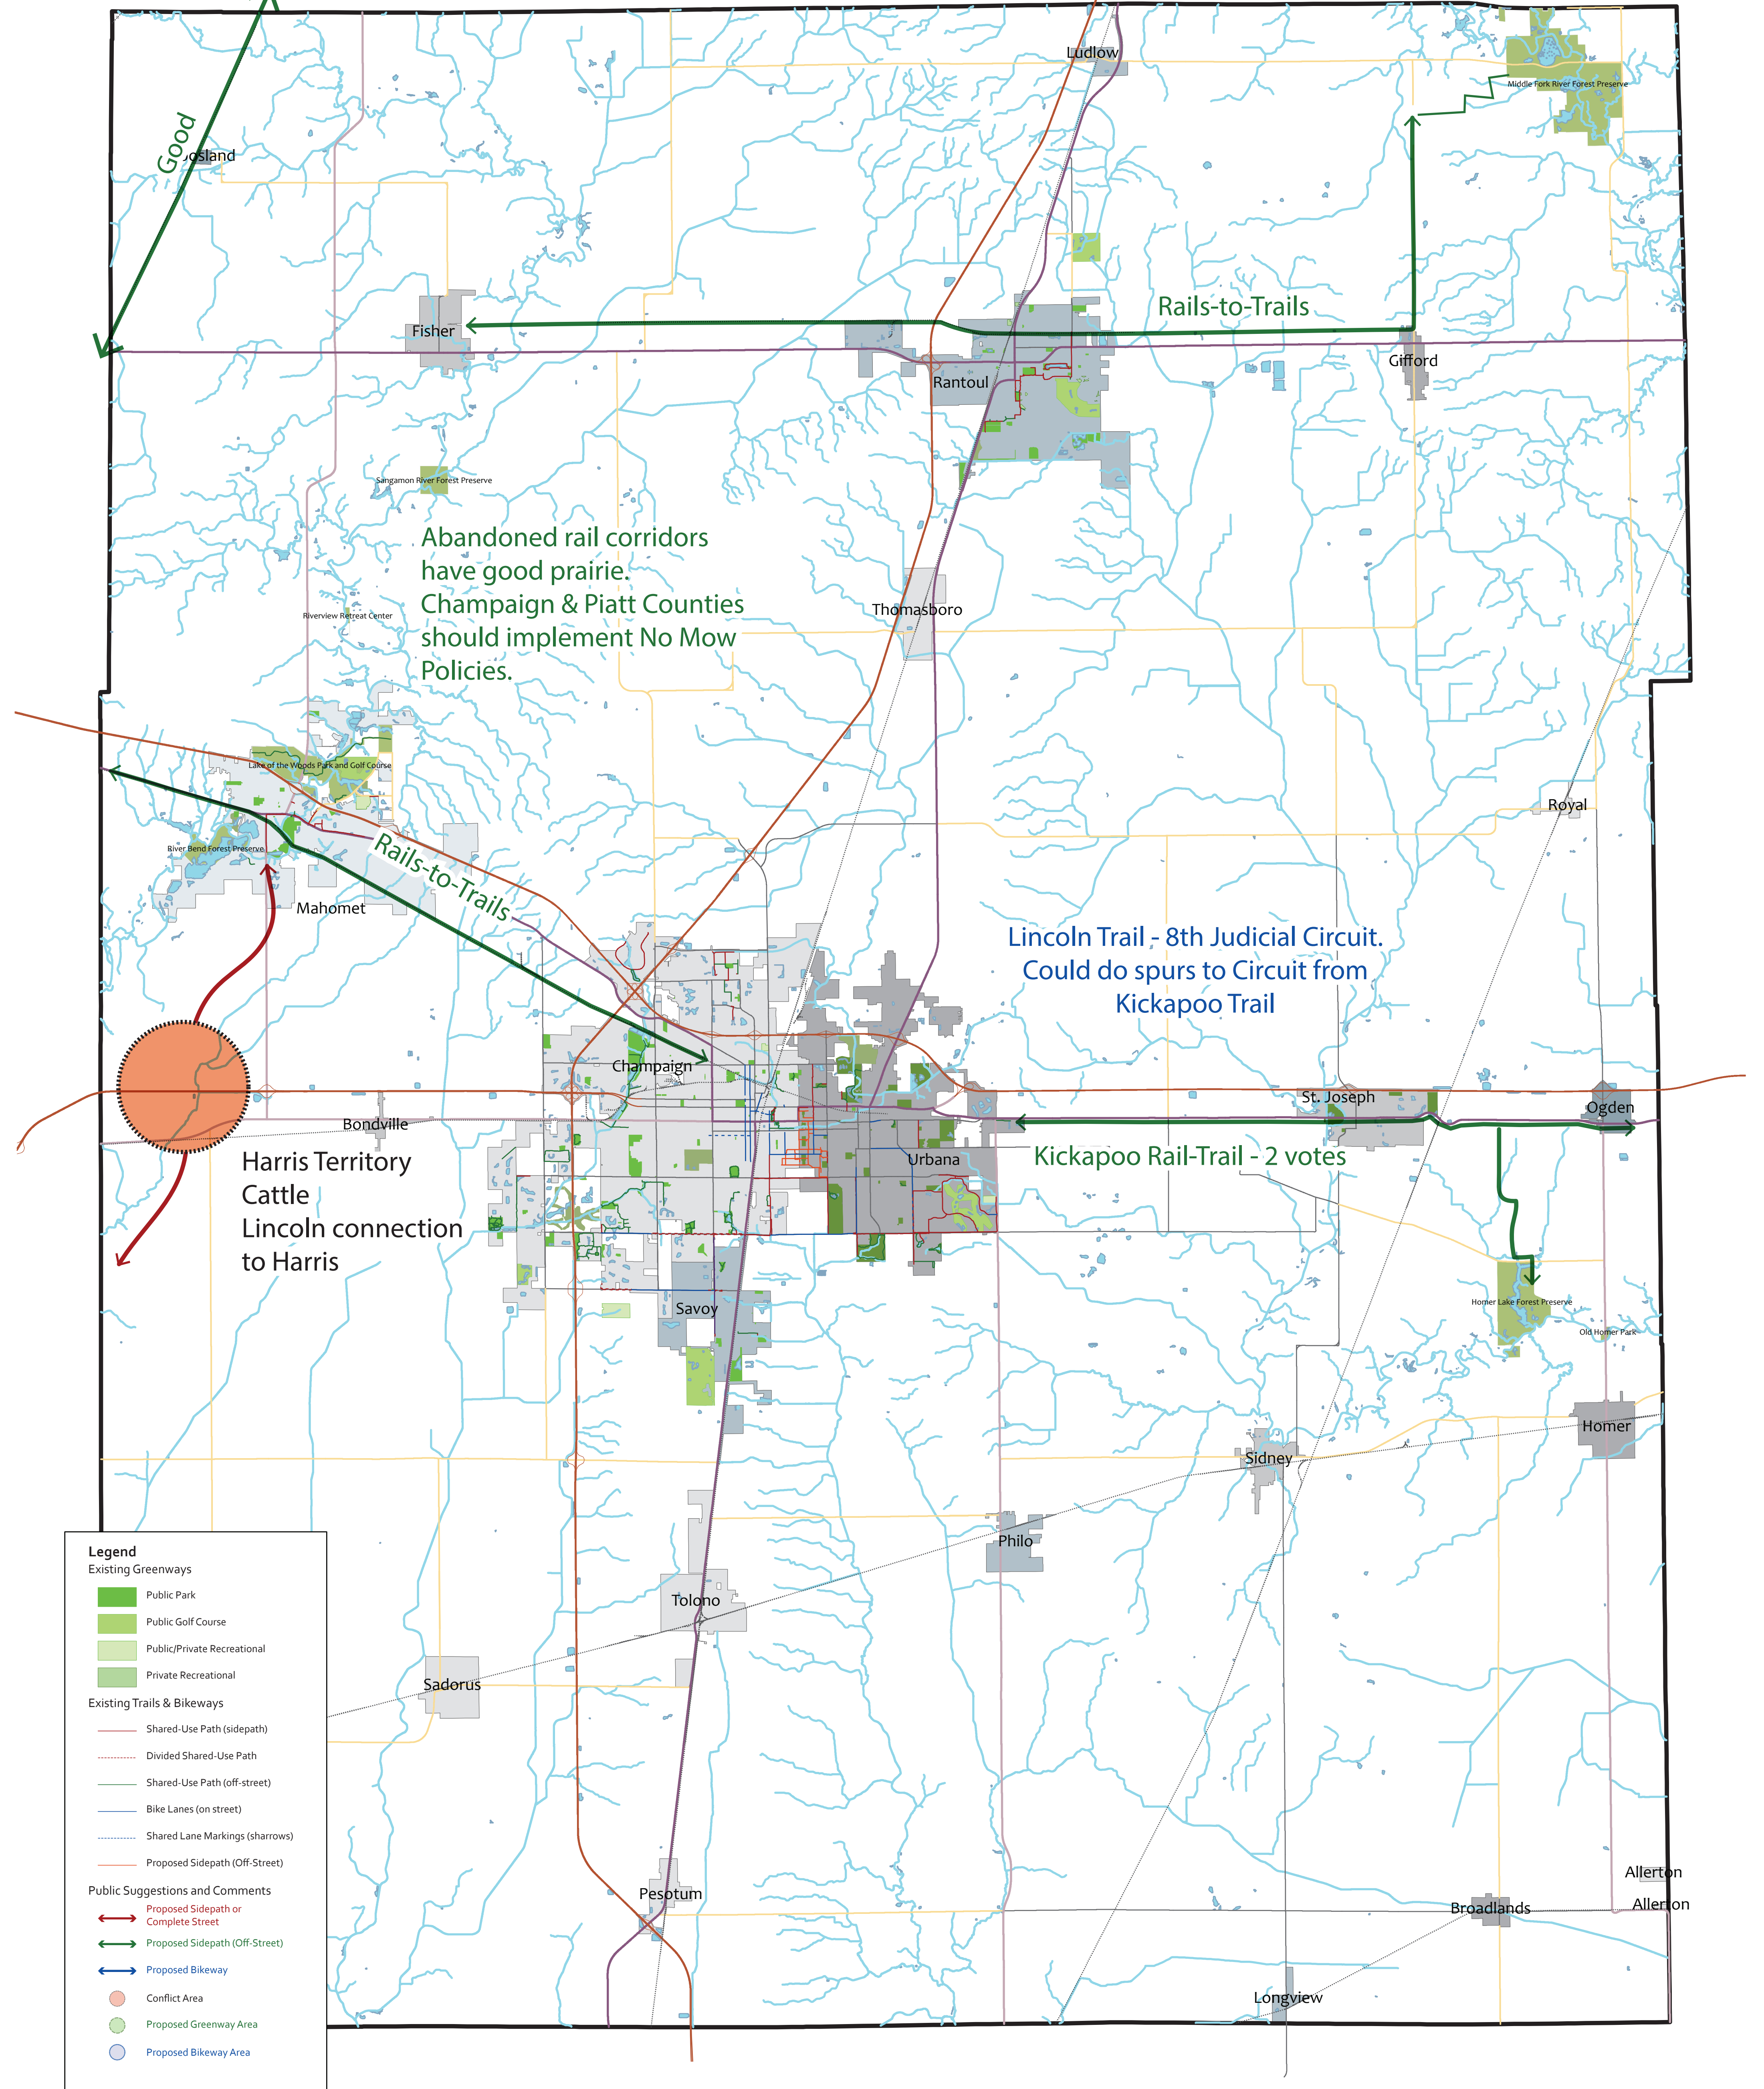 Ludlow
Middle Fork River Forest Preserve
Good
osland
Rails-to-Trails
Fisher
Gifford
Rantoul
Sangamon River Forest Preserve
Abandoned rail corridors
have good prairie.
Champaign & Piatt Counties
should implement No Mow
Policies.
Thomasboro
Riverview Retreat Center
Lake of the Woods Park and Golf Course
Royal
River Bend Forest Preserve
Rails-to-Trails
Mahomet
Lincoln Trail - 8th Judicial Circuit.
Could do spurs to Circuit from
Kickapoo Trail
Champaign
St. Joseph
Ogden
Bondville
Kickapoo Rail-Trail - 2 votes
Urbana
Harris Territory
Cattle
Lincoln connection
to Harris
Savoy
Homer Lake Forest Preserve
Old Homer Park
Homer
Sidney
Philo
Tolono
Sadorus
Pesotum
Allerton
Allerton
Broadlands
Longview
Legend
Existing Greenways
Public Park
Public Golf Course
Public/Private Recreational
Private Recreational
Existing Trails & Bikeways
Shared-Use Path (sidepath)
Divided Shared-Use Path
Shared-Use Path (off-street)
Bike Lanes (on street)
Shared Lane Markings (sharrows)
Proposed Sidepath (Off-Street)
Public Suggestions and Comments
Proposed Sidepath or
Complete Street
Proposed Sidepath (Off-Street)
Proposed Bikeway
Conflict Area
Proposed Greenway Area
Proposed Bikeway Area